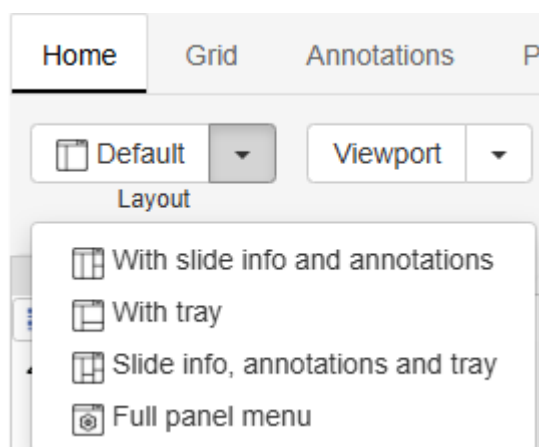 Home Grid Annotations P
Default Viewport
Layout
With slide info and annotations
With tray
Slide info, annotations and tray
Full panel menu